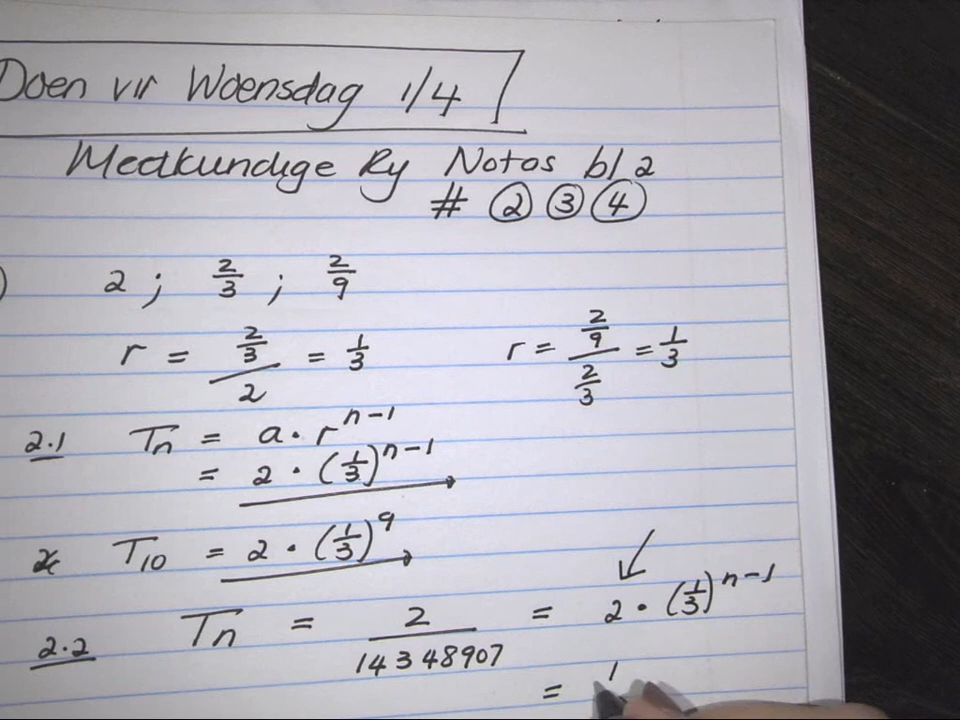 Doen vir Woensdag 1/4
Meetkundige Ry Notas bl 2
# ② ③ ④
) 2 ; 2/3 ; 2/9
r = (2/3)/2 = 1/3 r = (2/9)/(2/3) = 1/3
2.1 Tn = a · r^(n-1)
= 2 · (1/3)^(n-1)
T10 = 2 · (1/3)^9
2.2 Tn = 2/14348907 = 2 · (1/3)^(n-1)
= 1